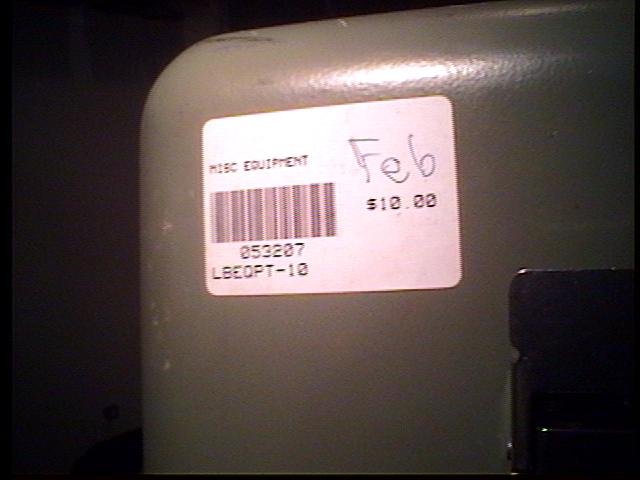 MISC EQUIPMENT
Feb
$10.00
053207
LBEQPT-10